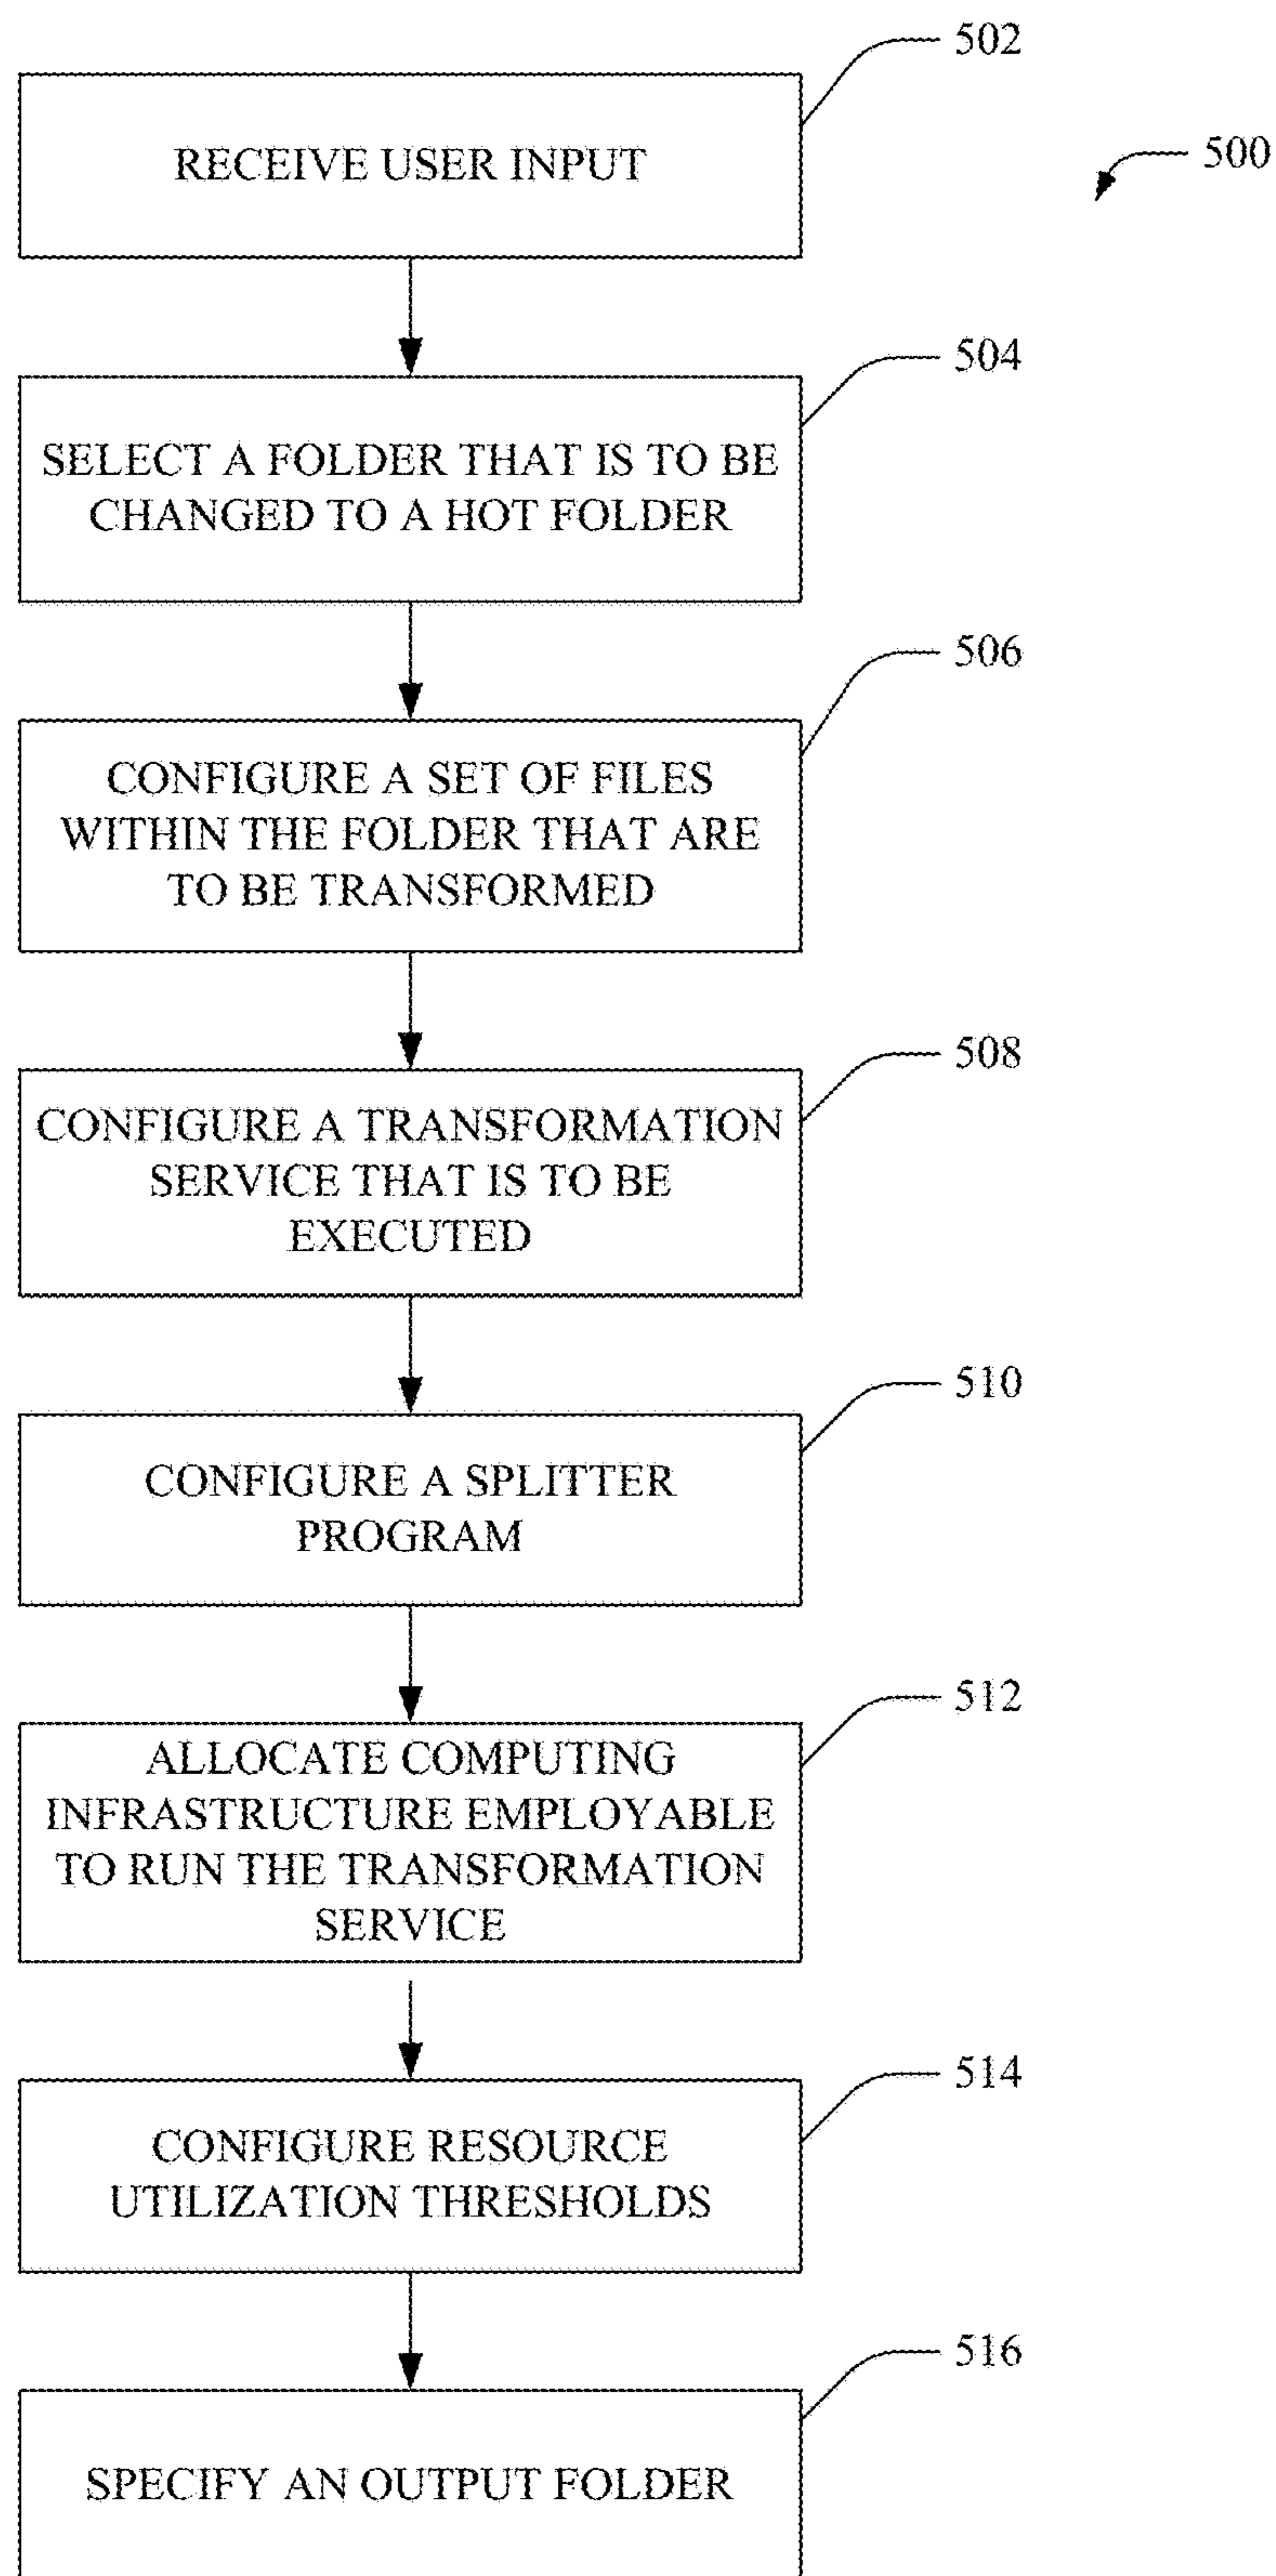 502
RECEIVE USER INPUT
500
504
SELECT A FOLDER THAT IS TO BE
CHANGED TO A HOT FOLDER
506
CONFIGURE A SET OF FILES
WITHIN THE FOLDER THAT ARE
TO BE TRANSFORMED
508
CONFIGURE A TRANSFORMATION
SERVICE THAT IS TO BE
EXECUTED
510
CONFIGURE A SPLITTER
PROGRAM
512
ALLOCATE COMPUTING
INFRASTRUCTURE EMPLOYABLE
TO RUN THE TRANSFORMATION
SERVICE
514
CONFIGURE RESOURCE
UTILIZATION THRESHOLDS
516
SPECIFY AN OUTPUT FOLDER